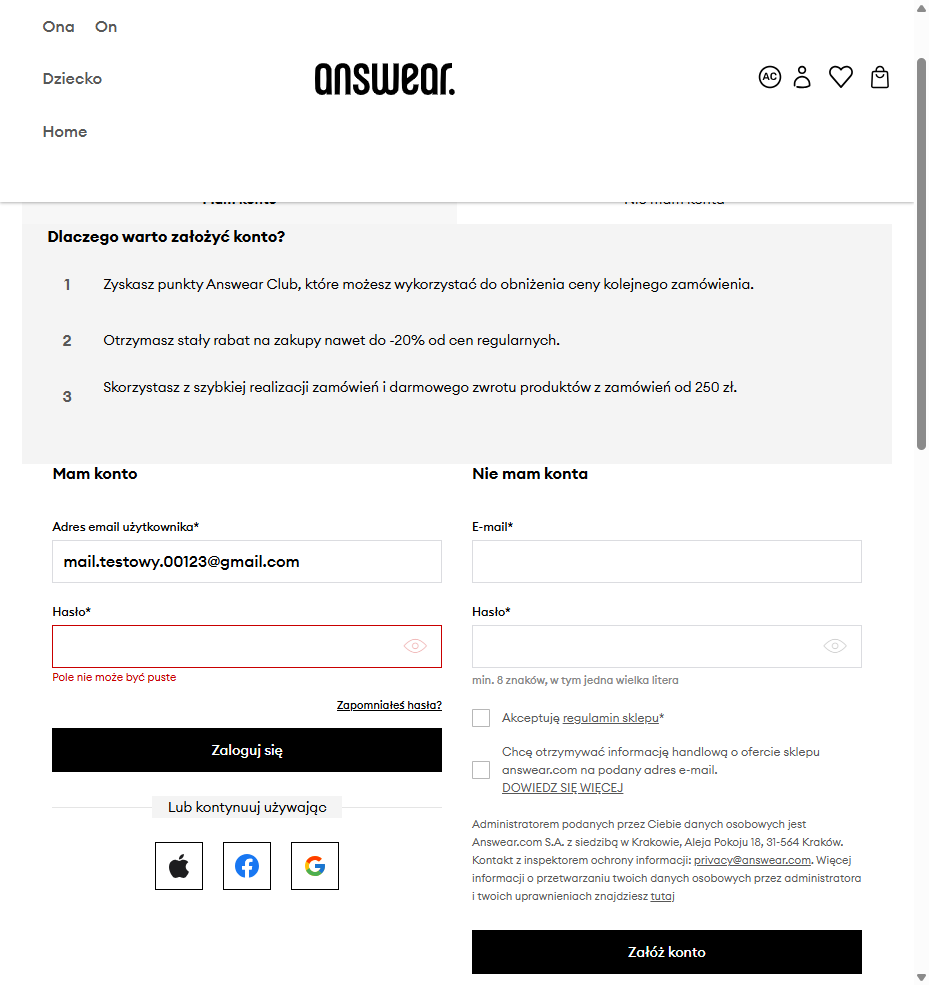 Ona On
Dziecko
answear.
AC
Home
Mam konto
Nie mam konta
Dlaczego warto założyć konto?
1 Zyskasz punkty Answear Club, które możesz wykorzystać do obniżenia ceny kolejnego zamówienia.
2 Otrzymasz stały rabat na zakupy nawet do -20% od cen regularnych.
3 Skorzystasz z szybkiej realizacji zamówień i darmowego zwrotu produktów z zamówień od 250 zł.
Mam konto
Adres email użytkownika*
mail.testowy.00123@gmail.com
Hasło*
Pole nie może być puste
Zapomniałeś hasła?
Zaloguj się
Lub kontynuuj używając
Nie mam konta
E-mail*
Hasło*
min. 8 znaków, w tym jedna wielka litera
Akceptuję regulamin sklepu*
Chcę otrzymywać informację handlową o ofercie sklepu
answear.com na podany adres e-mail.
DOWIEDZ SIĘ WIĘCEJ
Administratorem podanych przez Ciebie danych osobowych jest
Answear.com S.A. z siedzibą w Krakowie, Aleja Pokoju 18, 31-564 Kraków.
Kontakt z inspektorem ochrony informacji: privacy@answear.com. Więcej
informacji o przetwarzaniu twoich danych osobowych przez administratora
i twoich uprawnieniach znajdziesz tutaj
Załóż konto